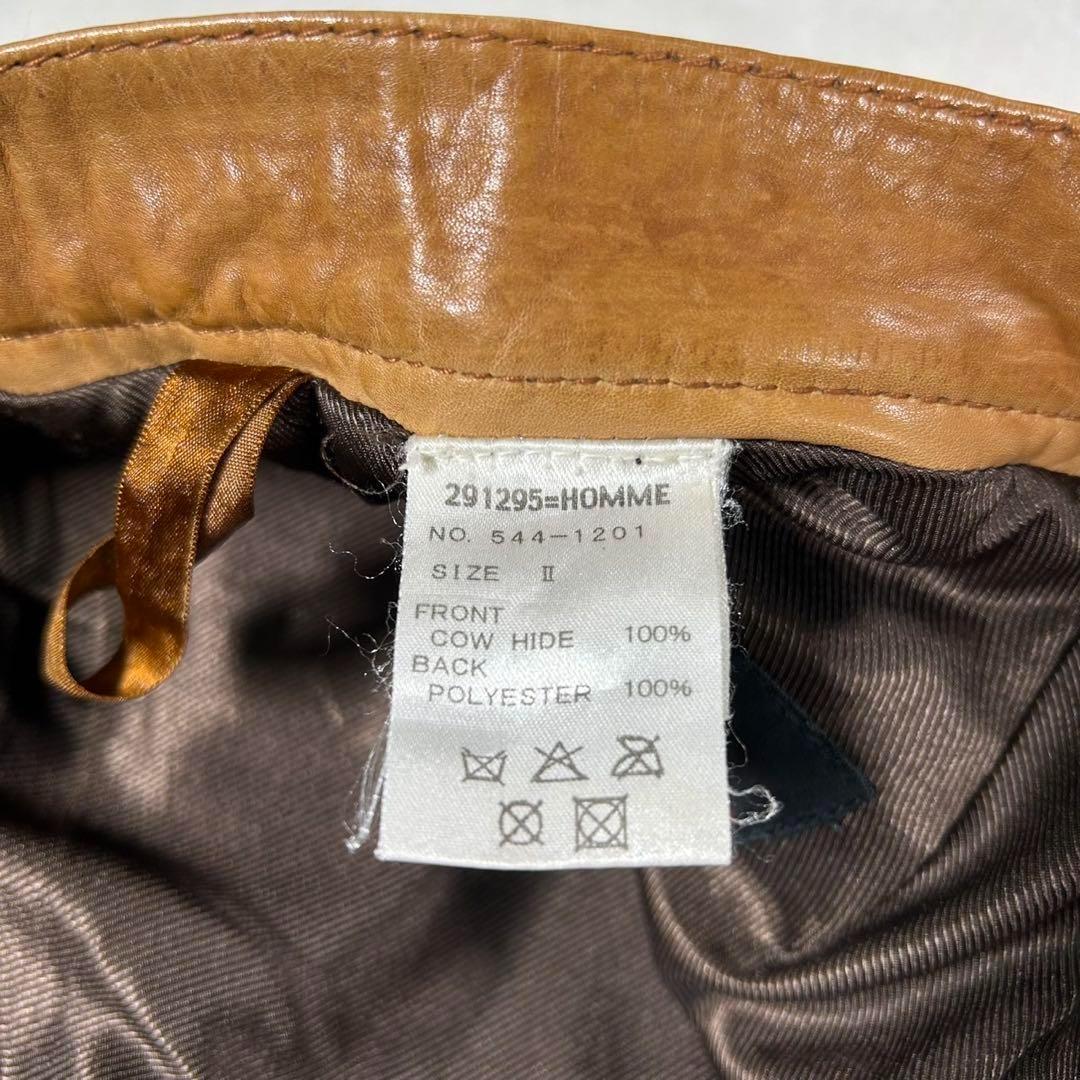 291295=HOMME
NO. 544-1201
SIZE II
FRONT
COW HIDE 100%
BACK
POLYESTER 100%